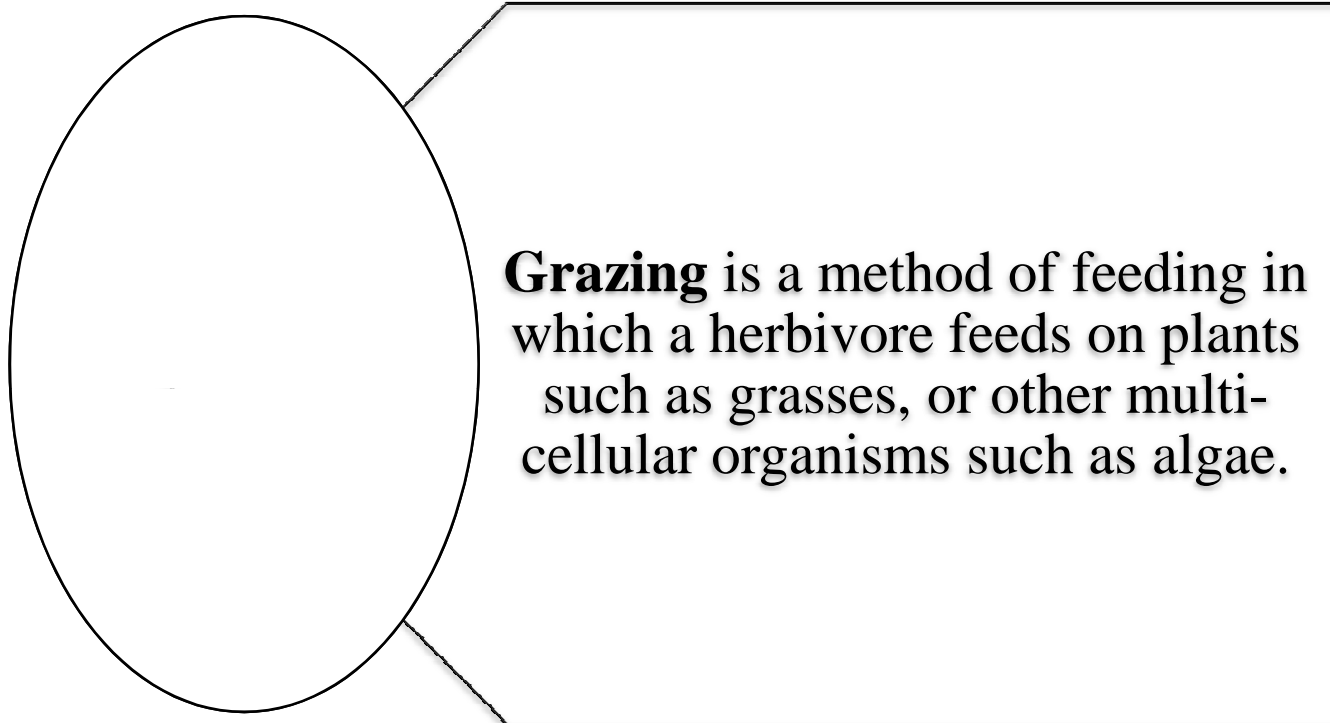 Grazing is a method of feeding in
which a herbivore feeds on plants
such as grasses, or other multi-
cellular organisms such as algae.